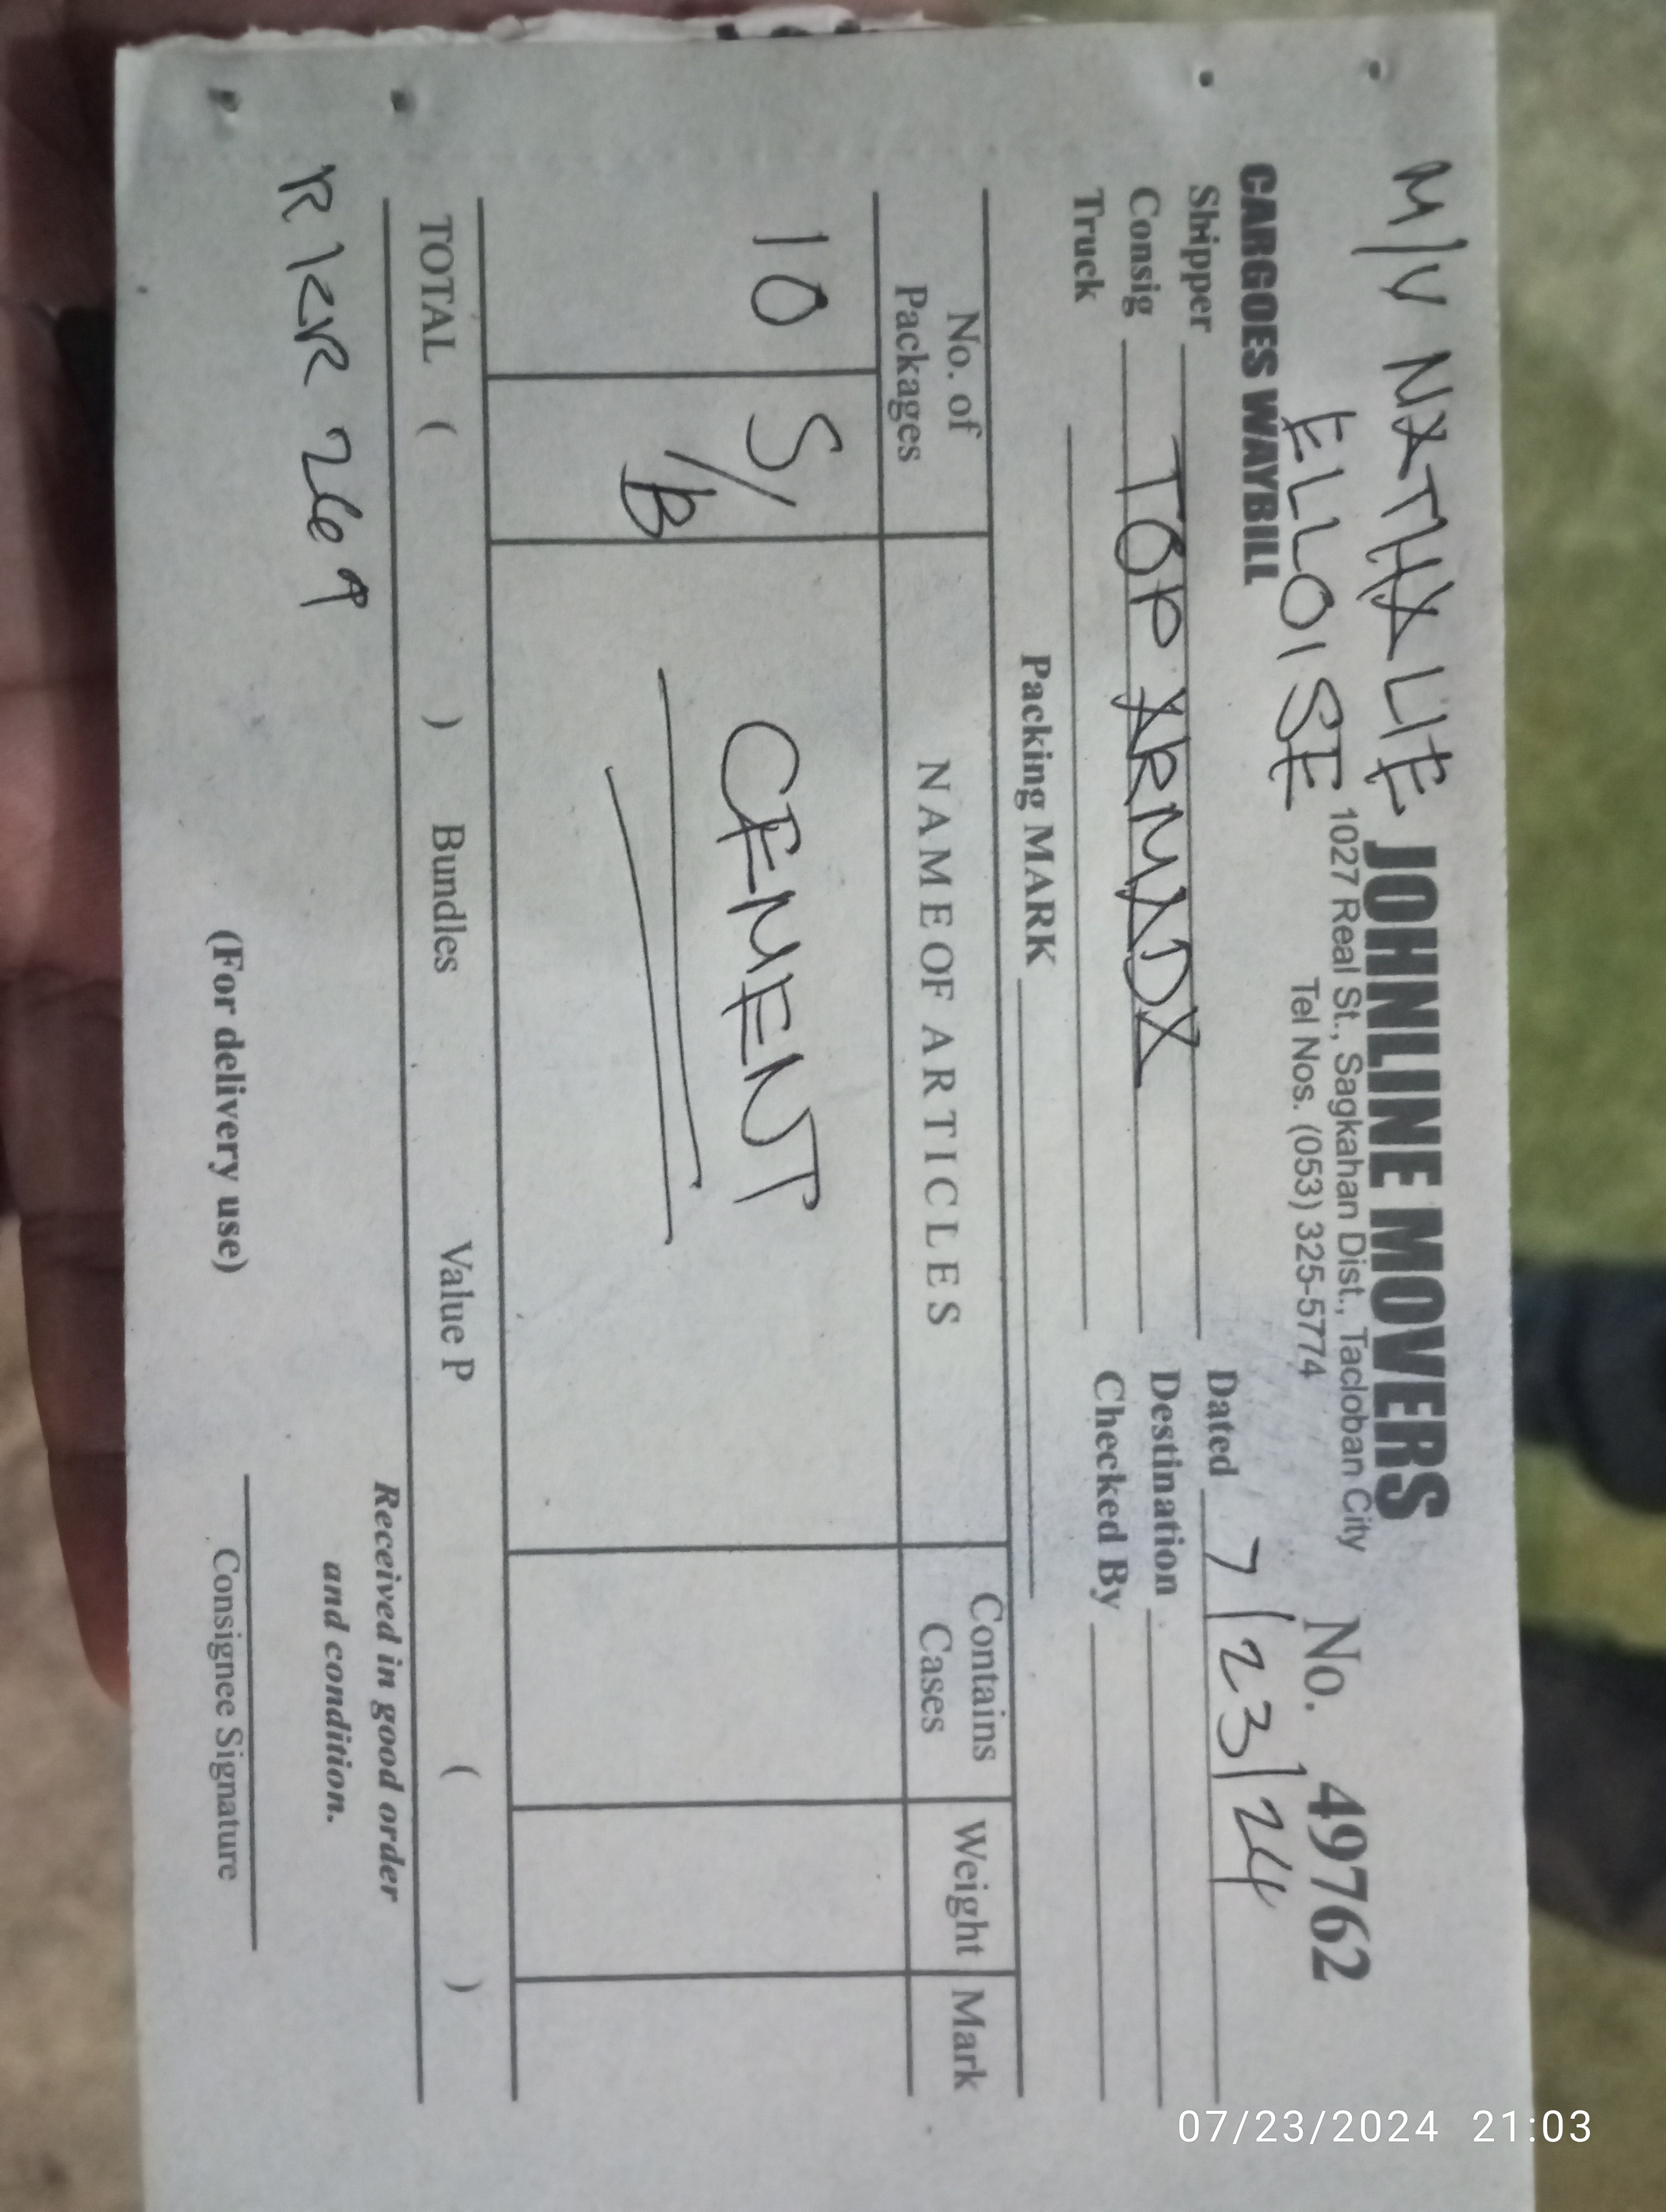 M/V NATHALIE
ELLOISE
JOHNLINE MOVERS
1027 Real St., Sagkahan Dist., Tacloban City
Tel Nos. (053) 325-5774
CARGOES WAYBILL
No. 49762
Shipper
Dated 7/23/24
Consig TOP ARMADA
Destination
Truck
Checked By
Packing MARK
No. of Packages
NAME OF ARTICLES
Contains Cases
Weight
Mark
10 S/B
CEMENT
TOTAL ( ) Bundles Value P ( )
RKR 269
Received in good order
and condition.
(For delivery use)
Consignee Signature
07/23/2024 21:03